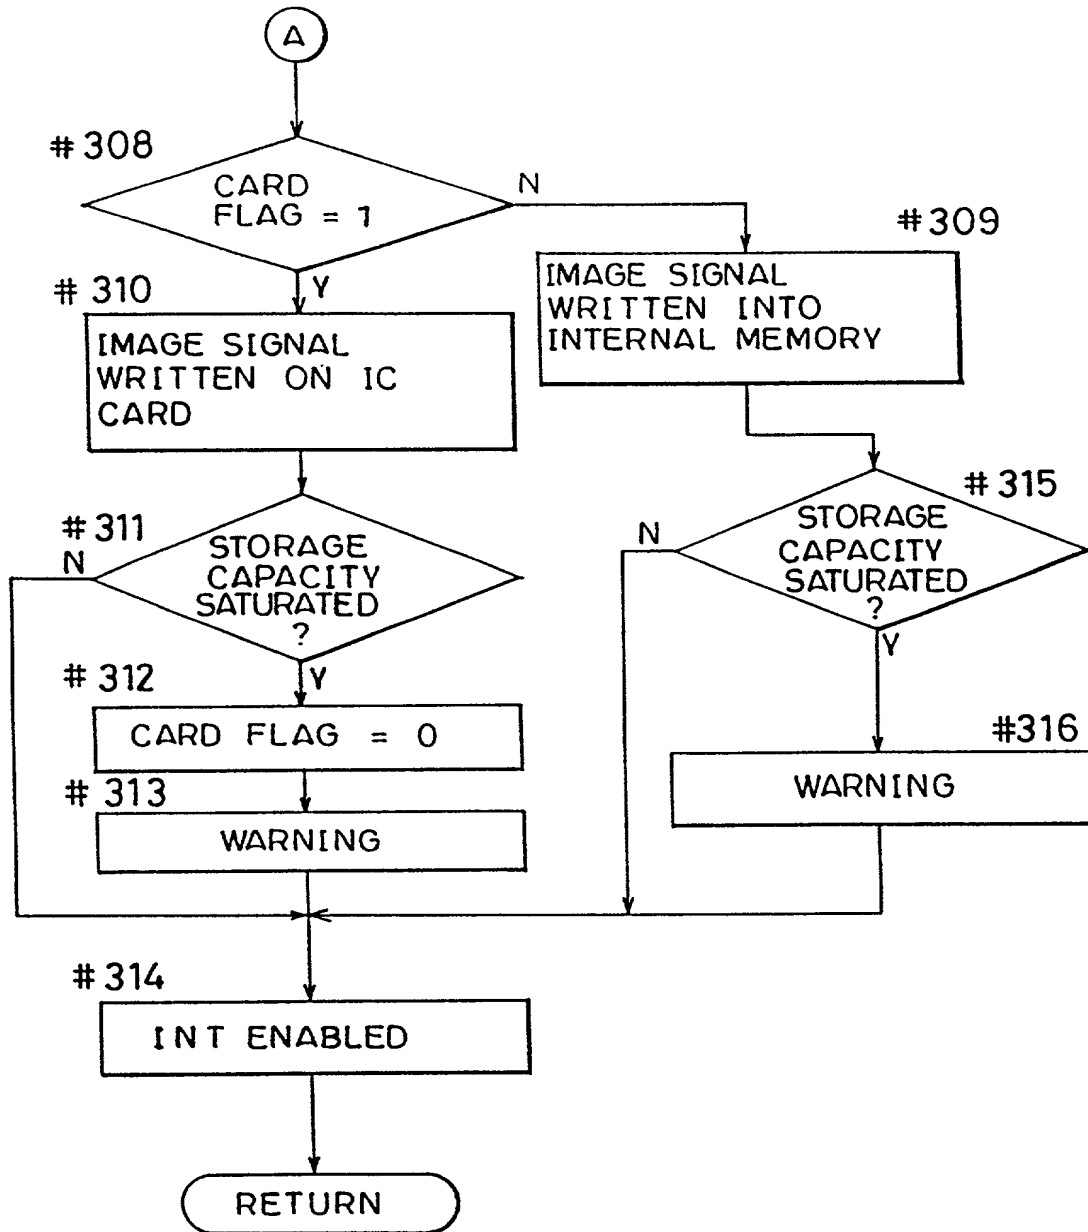 A
#308
CARD
FLAG = 1
N
Y
#309
IMAGE SIGNAL
WRITTEN INTO
INTERNAL MEMORY
#310
IMAGE SIGNAL
WRITTEN ON IC
CARD
#311
N
STORAGE
CAPACITY
SATURATED
?
Y
#315
N
STORAGE
CAPACITY
SATURATED
?
Y
#312
CARD FLAG = 0
#313
WARNING
#316
WARNING
#314
INT ENABLED
RETURN